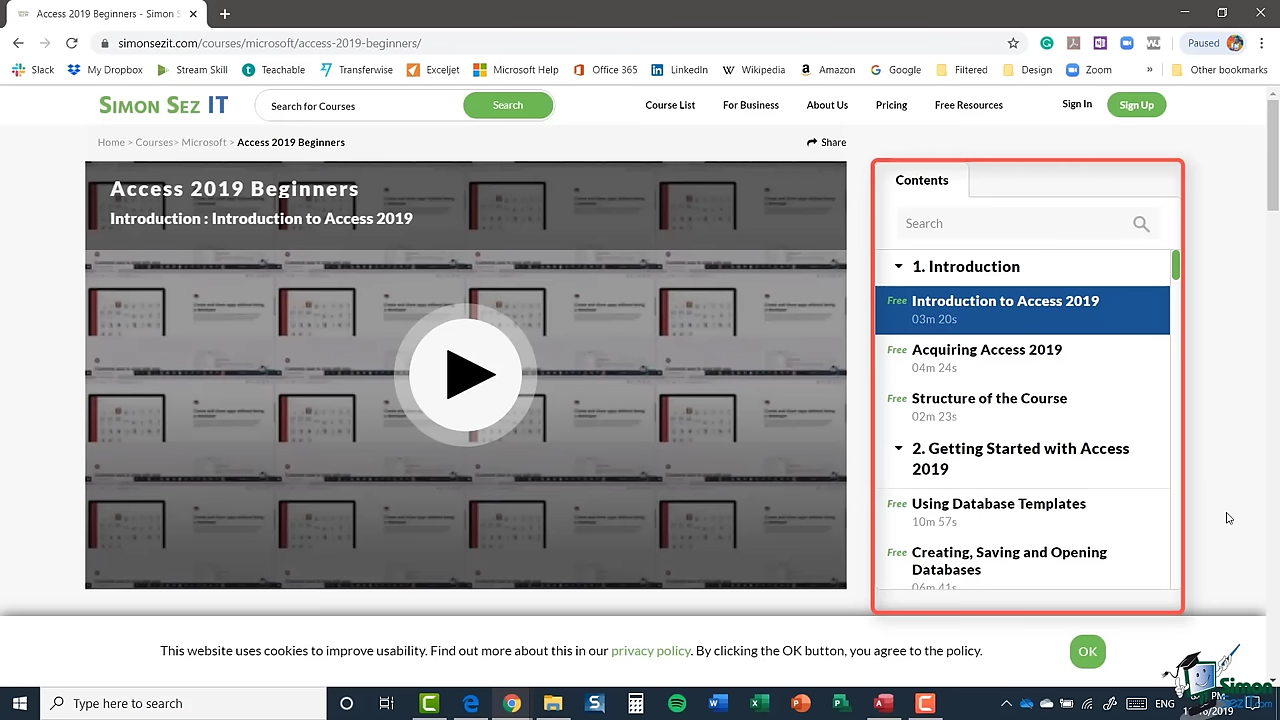 Access 2019 Beginners - Simon S
simonsezit.com/courses/microsoft/access-2019-beginners/
Paused
Slack
My Dropbox
Stream Skill
Teachable
Transferwise
Exceljet
Microsoft Help
Office 365
LinkedIn
Wikipedia
Amazon
Google
Filtered
Design
Zoom
»
Other bookmarks
SIMON SEZ IT
Search for Courses
Search
Course List
For Business
About Us
Pricing
Free Resources
Sign In
Sign Up
Home > Courses> Microsoft > Access 2019 Beginners
Share
Access 2019 Beginners
Introduction : Introduction to Access 2019
Contents
Search
1. Introduction
Free Introduction to Access 2019
03m 20s
Free Acquiring Access 2019
04m 24s
Free Structure of the Course
02m 23s
2. Getting Started with Access
2019
Free Using Database Templates
10m 57s
Free Creating, Saving and Opening
Databases
06m 41s
This website uses cookies to improve usability. Find out more about this in our privacy policy. By clicking the OK button, you agree to the policy.
OK
Type here to search
ENG
Simon